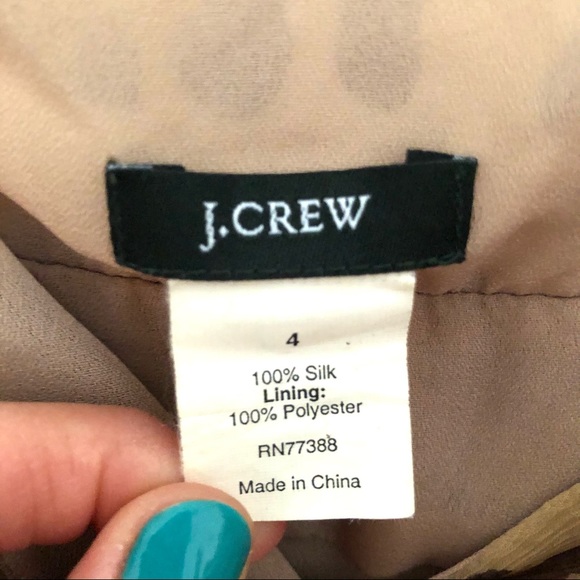 J.CREW
4
100% Silk
Lining:
100% Polyester
RN77388
Made in China